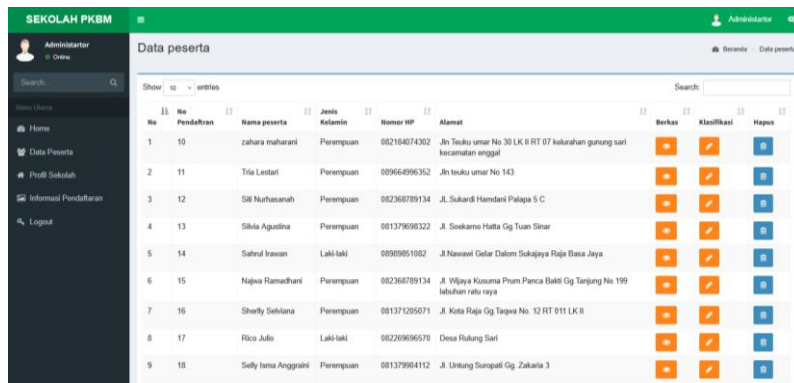 SEKOLAH PKBM
Administartor
Administartor
Online
Data peserta
Beranda
Data peserta
Search...
Show 10 entries
Search:
Menu Utama
Home
Data Peserta
Profil Sekolah
Informasi Pendaftaran
Logout
No No Pendaftran Nama peserta Jenis Kelamin Nomor HP Alamat Berkas Klasifikasi Hapus
1 10 zahara maharani Perempuan 082184074302 Jln Teuku umar No 30 LK II RT 07 kelurahan gunung sari
kecamatan enggal
2 11 Tria Lestari Perempuan 089664996352 Jln teuku umar No 143
3 12 Siti Nurhasanah Perempuan 082368789134 JL.Sukardi Hamdani Palapa 5 C
4 13 Silvia Agustina Perempuan 081379698322 Jl. Soekarno Hatta Gg.Tuan Sinar
5 14 Sahrul Irawan Laki-laki 08989851082 Jl.Nawawi Gelar Dalom Sukajaya Raja Basa Jaya
6 15 Najwa Ramadhani Perempuan 082368789134 Jl. Wijaya Kusuma Prum.Panca Bakti Gg.Tanjung No.199
labuhan ratu raya
7 16 Sherlly Selviana Perempuan 081371205071 Jl. Kota Raja Gg.Taqwa No. 12 RT 011 LK II
8 17 Rico Julio Laki-laki 082269696570 Desa Rulung Sari
9 18 Selly Isma Anggraini Perempuan 081379904112 Jl. Untung Suropati Gg. Zakaria 3